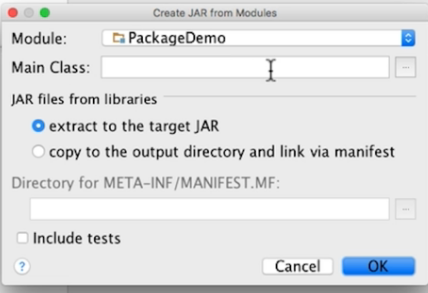 Create JAR from Modules
Module: PackageDemo
Main Class:
...
JAR files from libraries
extract to the target JAR
copy to the output directory and link via manifest
Directory for META-INF/MANIFEST.MF:
...
Include tests
? Cancel OK